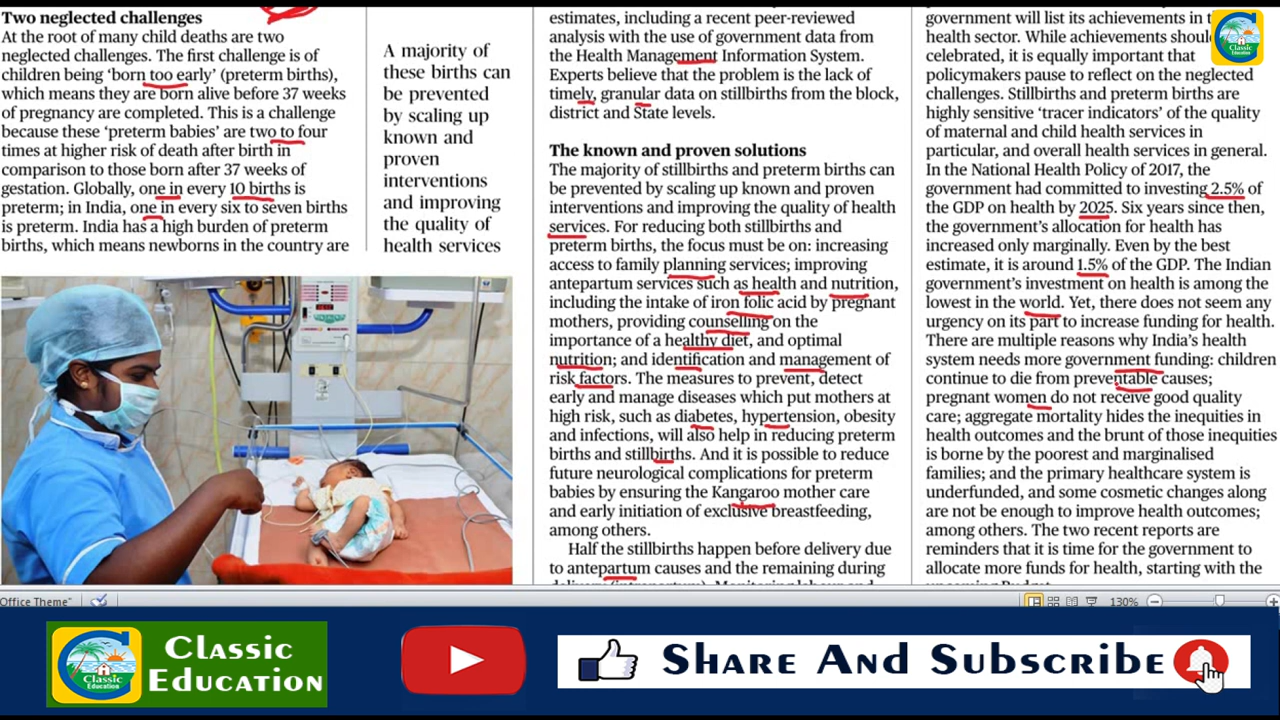 Two neglected challenges
At the root of many child deaths are two
neglected challenges. The first challenge is of
children being ‘born too early’ (preterm births),
which means they are born alive before 37 weeks
of pregnancy are completed. This is a challenge
because these ‘preterm babies’ are two to four
times at higher risk of death after birth in
comparison to those born after 37 weeks of
gestation. Globally, one in every 10 births is
preterm; in India, one in every six to seven births
is preterm. India has a high burden of preterm
births, which means newborns in the country are
A majority of
these births can
be prevented
by scaling up
known and
proven
interventions
and improving
the quality of
health services
estimates, including a recent peer-reviewed
analysis with the use of government data from
the Health Management Information System.
Experts believe that the problem is the lack of
timely, granular data on stillbirths from the block,
district and State levels.
The known and proven solutions
The majority of stillbirths and preterm births can
be prevented by scaling up known and proven
interventions and improving the quality of health
services. For reducing both stillbirths and
preterm births, the focus must be on: increasing
access to family planning services; improving
antepartum services such as health and nutrition,
including the intake of iron folic acid by pregnant
mothers, providing counselling on the
importance of a healthy diet, and optimal
nutrition; and identification and management of
risk factors. The measures to prevent, detect
early and manage diseases which put mothers at
high risk, such as diabetes, hypertension, obesity
and infections, will also help in reducing preterm
births and stillbirths. And it is possible to reduce
future neurological complications for preterm
babies by ensuring the Kangaroo mother care
and early initiation of exclusive breastfeeding,
among others.
Half the stillbirths happen before delivery due
to antepartum causes and the remaining during
government will list its achievements in
health sector. While achievements
celebrated, it is equally important that
policymakers pause to reflect on the neglected
challenges. Stillbirths and preterm births are
highly sensitive ‘tracer indicators’ of the quality
of maternal and child health services in
particular, and overall health services in general.
In the National Health Policy of 2017, the
government had committed to investing 2.5% of
the GDP on health by 2025. Six years since then,
the government’s allocation for health has
increased only marginally. Even by the best
estimate, it is around 1.5% of the GDP. The Indian
government’s investment on health is among the
lowest in the world. Yet, there does not seem any
urgency on its part to increase funding for health.
There are multiple reasons why India’s health
system needs more government funding: children
continue to die from preventable causes;
pregnant women do not receive good quality
care; aggregate mortality hides the inequities in
health outcomes and the brunt of those inequities
is borne by the poorest and marginalised
families; and the primary healthcare system is
underfunded, and some cosmetic changes along
are not be enough to improve health outcomes;
among others. The two recent reports are
reminders that it is time for the government to
allocate more funds for health, starting with the
Classic
Education
Office Theme"
130%
Classic
Education
Classic
Education
Share And Subscribe